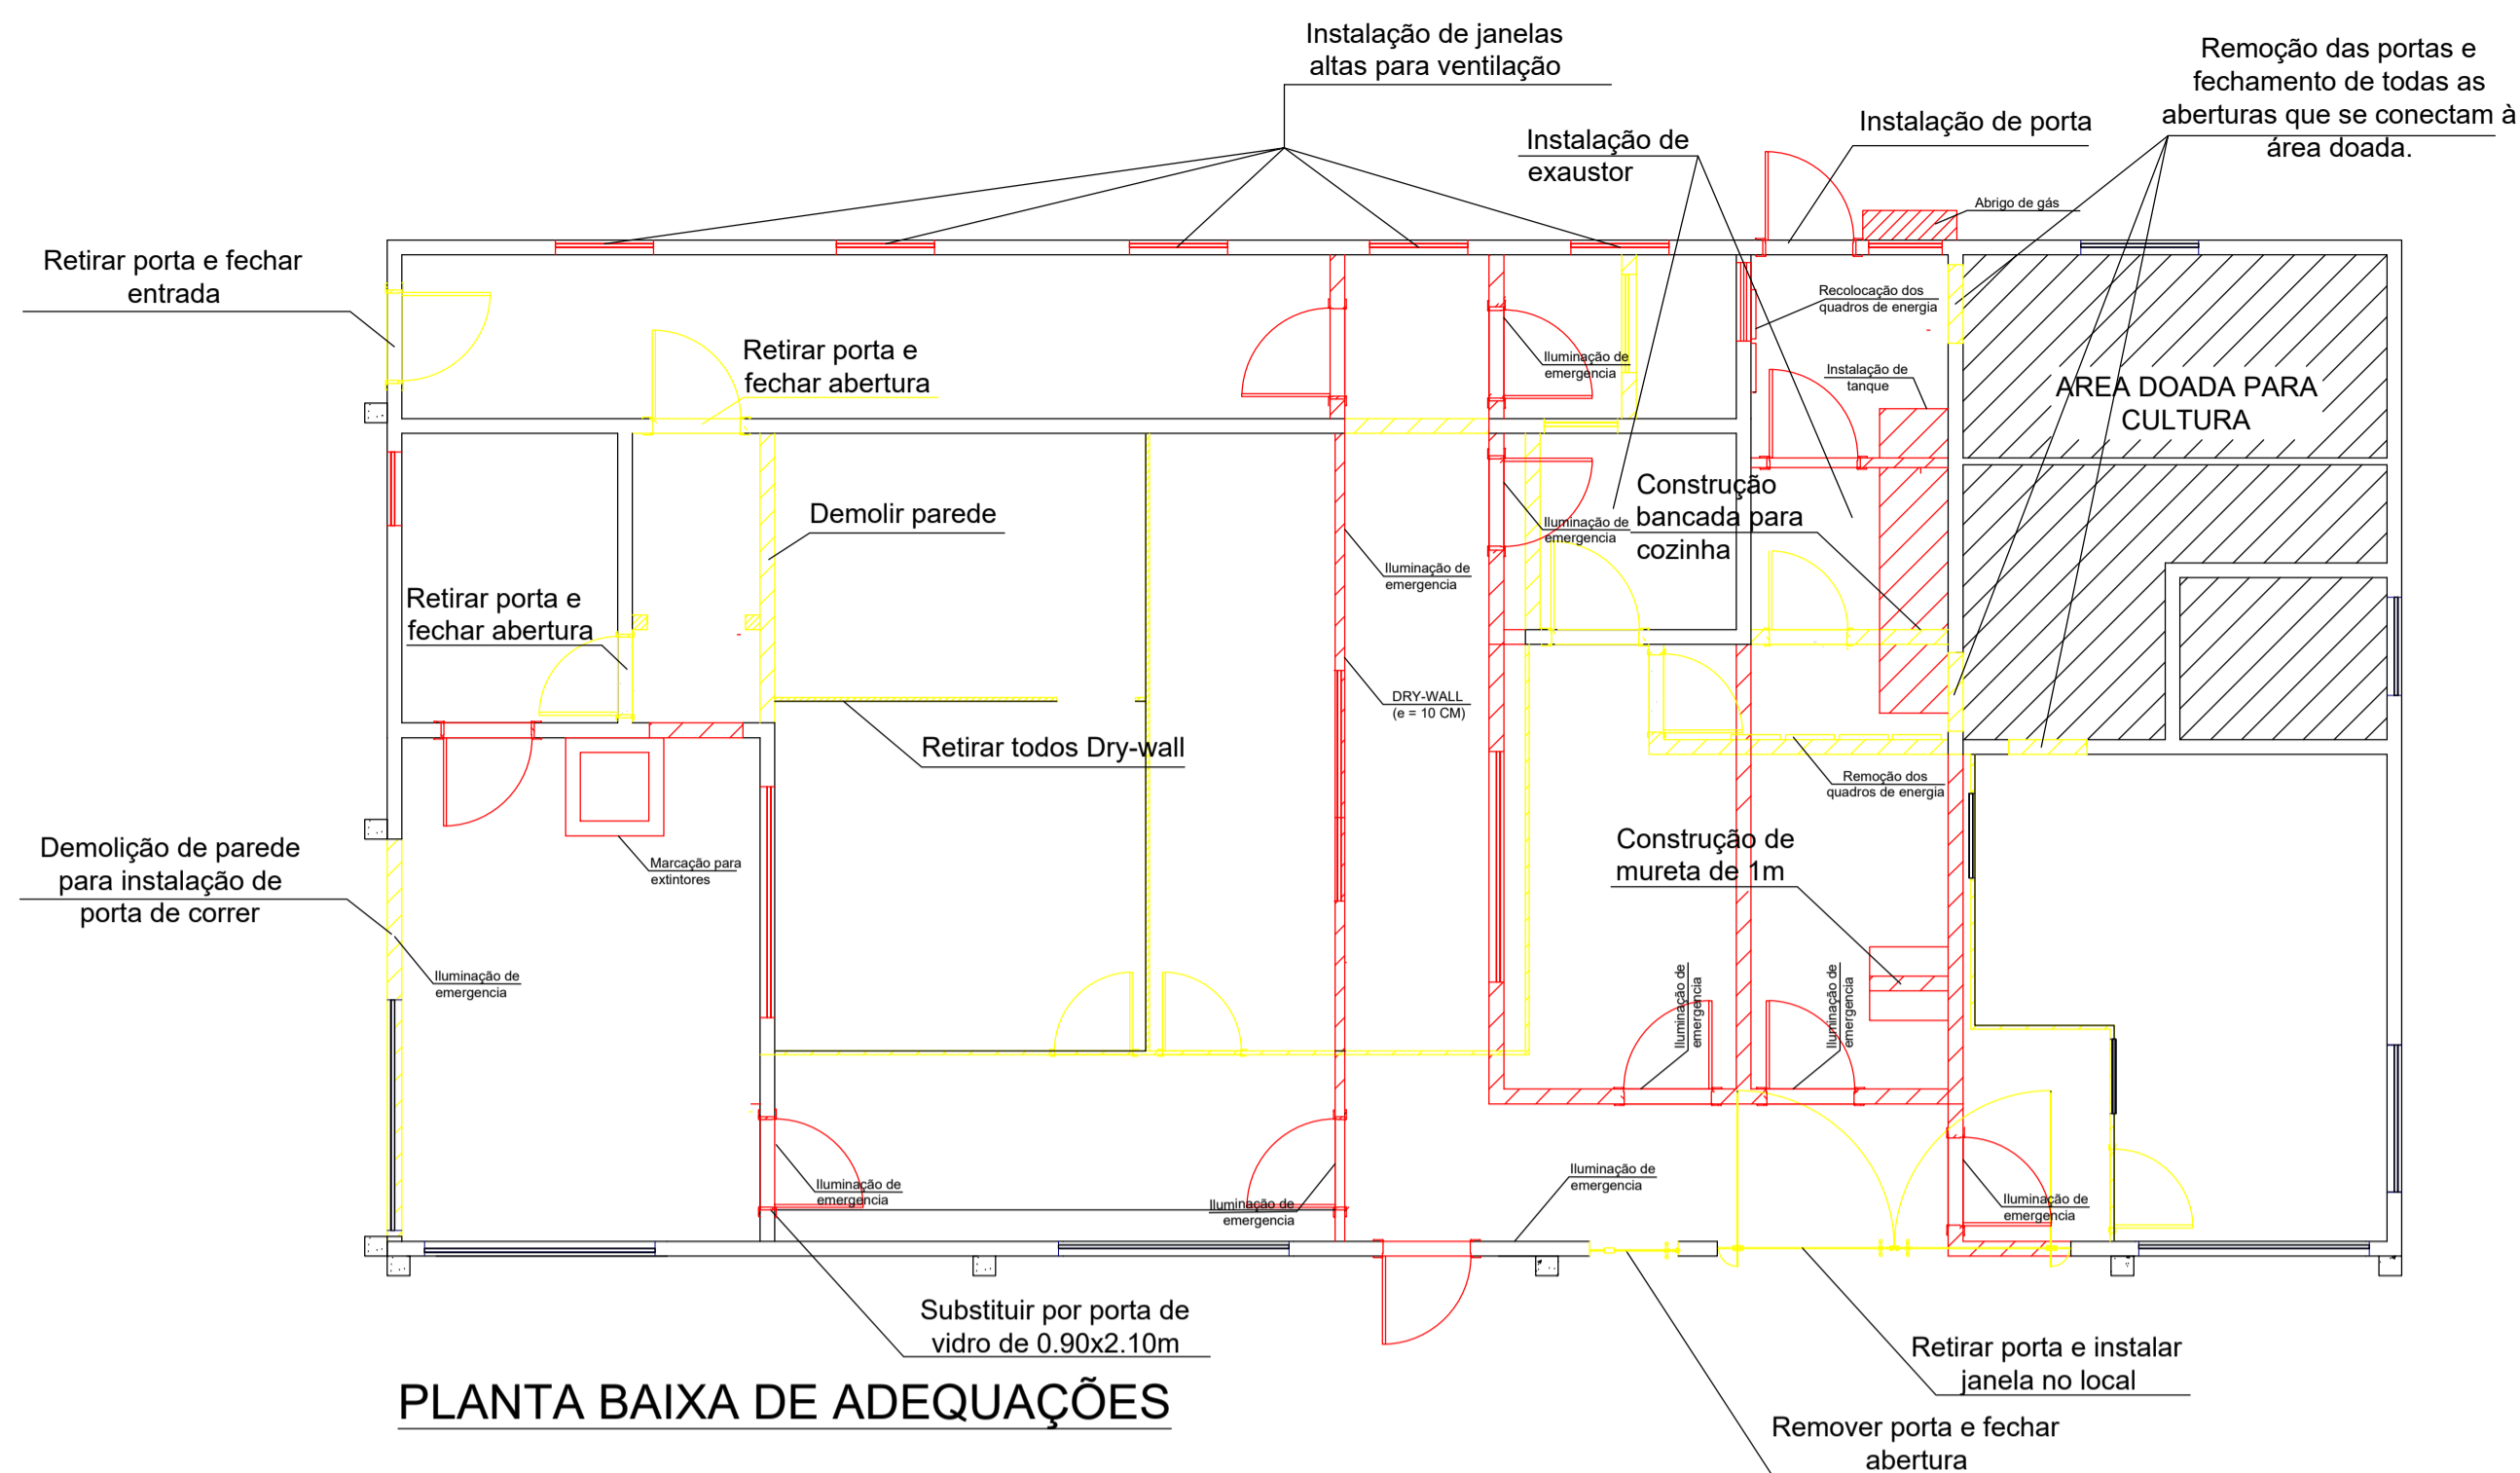 Instalação de janelas
altas para ventilação
Remoção das portas e
fechamento de todas as
aberturas que se conectam à
área doada.
Instalação de porta
Instalação de
exaustor
Abrigo de gás
Retirar porta e fechar
entrada
Recolocação dos
quadros de energia
Retirar porta e
fechar abertura
Iluminação de
emergencia
Instalação de
tanque
AREA DOADA PARA
CULTURA
Construção
bancada para
cozinha
Demolir parede
Iluminação de
emergencia
Iluminação de
emergencia
Retirar porta e
fechar abertura
DRY-WALL
(e = 10 CM)
Retirar todos Dry-wall
Remoção dos
quadros de energia
Construção de
mureta de 1m
Demolição de parede
para instalação de
porta de correr
Marcação para
extintores
Iluminação de
emergencia
Iluminação de
emergencia
Iluminação de
emergencia
Iluminação de
emergencia
Iluminação de
emergencia
Iluminação de
emergencia
Iluminação de
emergencia
Substituir por porta de
vidro de 0.90x2.10m
Retirar porta e instalar
janela no local
PLANTA BAIXA DE ADEQUAÇÕES
Remover porta e fechar
abertura